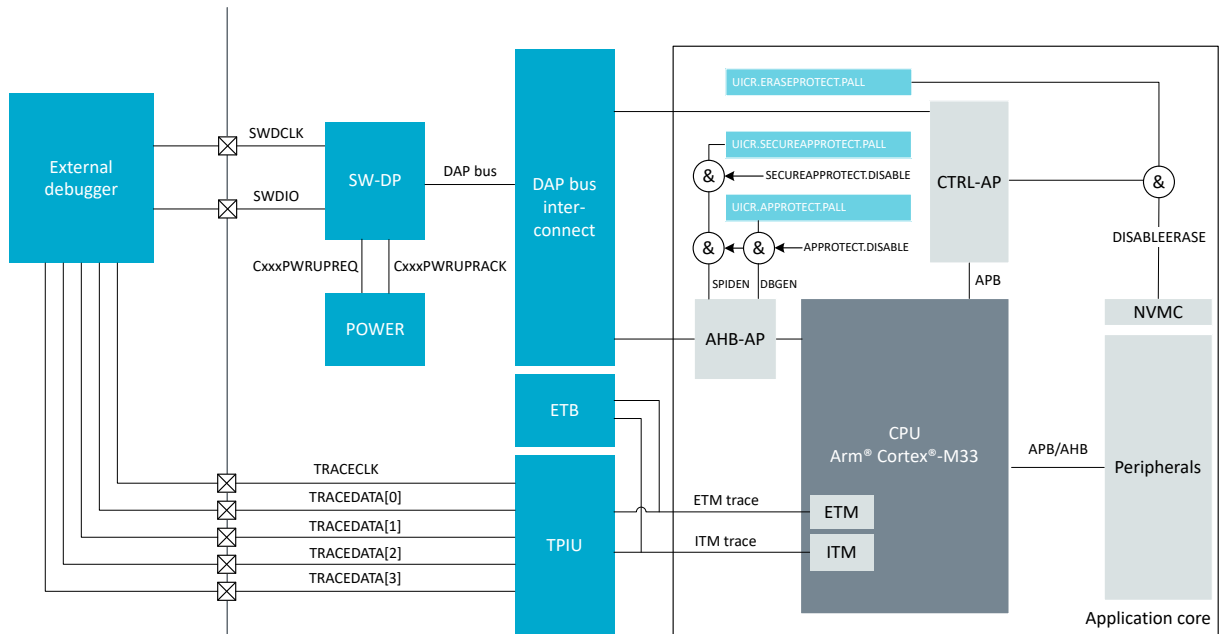 UICR.ERASEPROTECT.PALL
External
debugger
SWDCLK
SWDIO
SW-DP
DAP bus
DAP bus
inter-
connect
CxxxPWRUPREQ
CxxxPWRUPRACK
POWER
UICR.SECUREAPPROTECT.PALL
&
SECUREAPPROTECT.DISABLE
UICR.APPROTECT.PALL
&
&
APPROTECT.DISABLE
SPIDEN
DBGEN
AHB-AP
CTRL-AP
&
DISABLEERASE
APB
NVMC
ETB
CPU
Arm® Cortex®-M33
APB/AHB
Peripherals
TRACECLK
TRACEDATA[0]
TRACEDATA[1]
TRACEDATA[2]
TRACEDATA[3]
TPIU
ETM trace
ETM
ITM trace
ITM
Application core